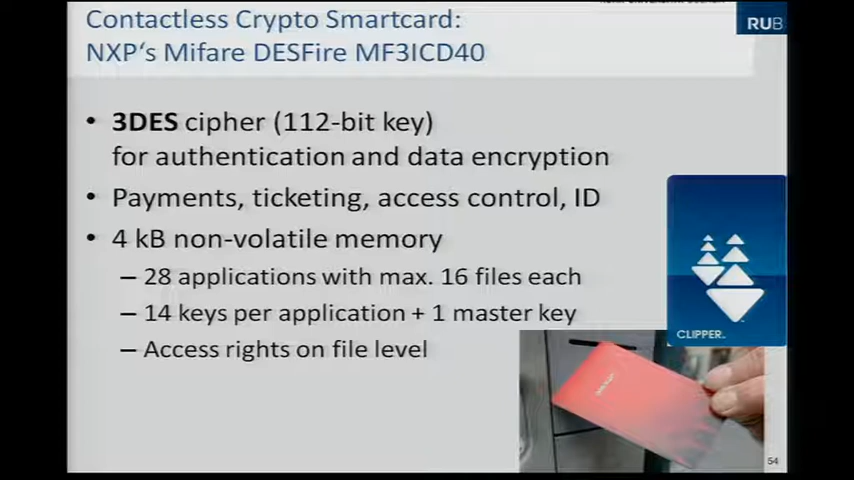 Contactless Crypto Smartcard:
NXP‘s Mifare DESFire MF3ICD40
RUB
• 3DES cipher (112-bit key)
for authentication and data encryption
• Payments, ticketing, access control, ID
• 4 kB non-volatile memory
– 28 applications with max. 16 files each
– 14 keys per application + 1 master key
– Access rights on file level
CLIPPER.
54